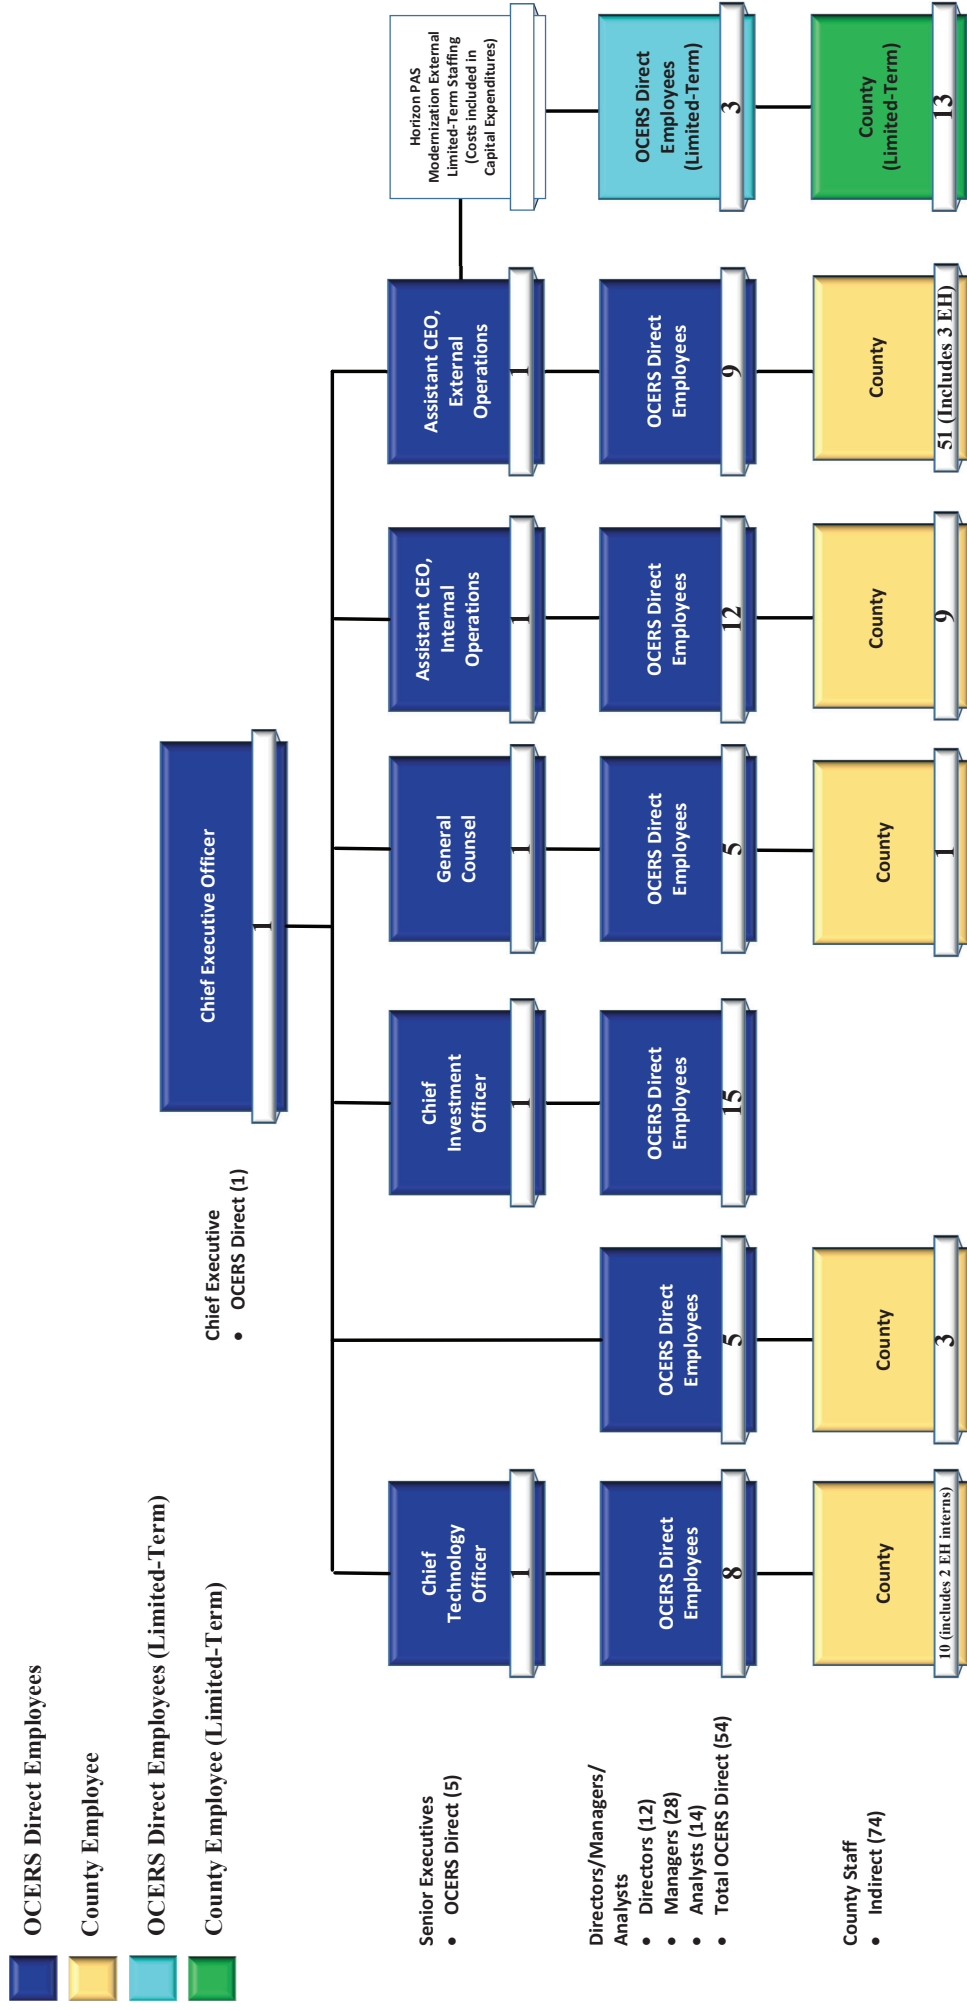 OCERS Direct Employees
County Employee
OCERS Direct Employees (Limited-Term)
County Employee (Limited-Term)
Chief Executive
• OCERS Direct (1)
Chief Executive Officer
1
Senior Executives
• OCERS Direct (5)
Chief
Technology
Officer
1
Chief
Investment
Officer
1
General
Counsel
1
Assistant CEO,
Internal
Operations
1
Assistant CEO,
External
Operations
1
Horizon PAS
Modernization External
Limited-Term Staffing
(Costs included in
Capital Expenditures)
Directors/Managers/
Analysts
• Directors (12)
• Managers (28)
• Analysts (14)
• Total OCERS Direct (54)
OCERS Direct
Employees
8
OCERS Direct
Employees
5
OCERS Direct
Employees
15
OCERS Direct
Employees
5
OCERS Direct
Employees
12
OCERS Direct
Employees
9
OCERS Direct
Employees
(Limited-Term)
3
County Staff
• Indirect (74)
County
10 (includes 2 EH interns)
County
3
County
1
County
9
County
51 (Includes 3 EH)
County
(Limited-Term)
13